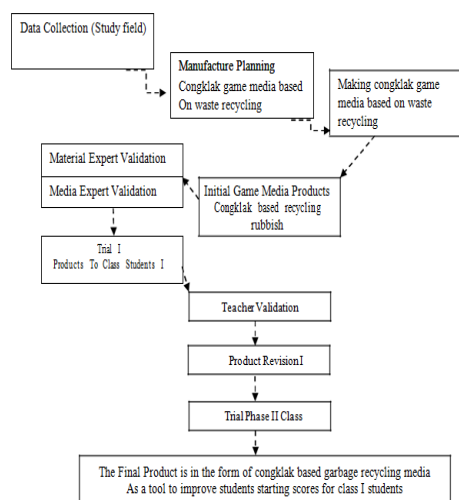 Data Collection (Study field)
Manufacture Planning
Congklak game media based
On waste recycling
Making congklak game
media based on waste
recycling
Material Expert Validation
Media Expert Validation
Initial Game Media Products
Congklak based recycling
rubbish
Trial I
Products To Class Students I
Teacher Validation
Product Revision I
Trial Phase II Class
The Final Product is in the form of congklak based garbage recycling media
As a tool to improve students starting scores for class I students